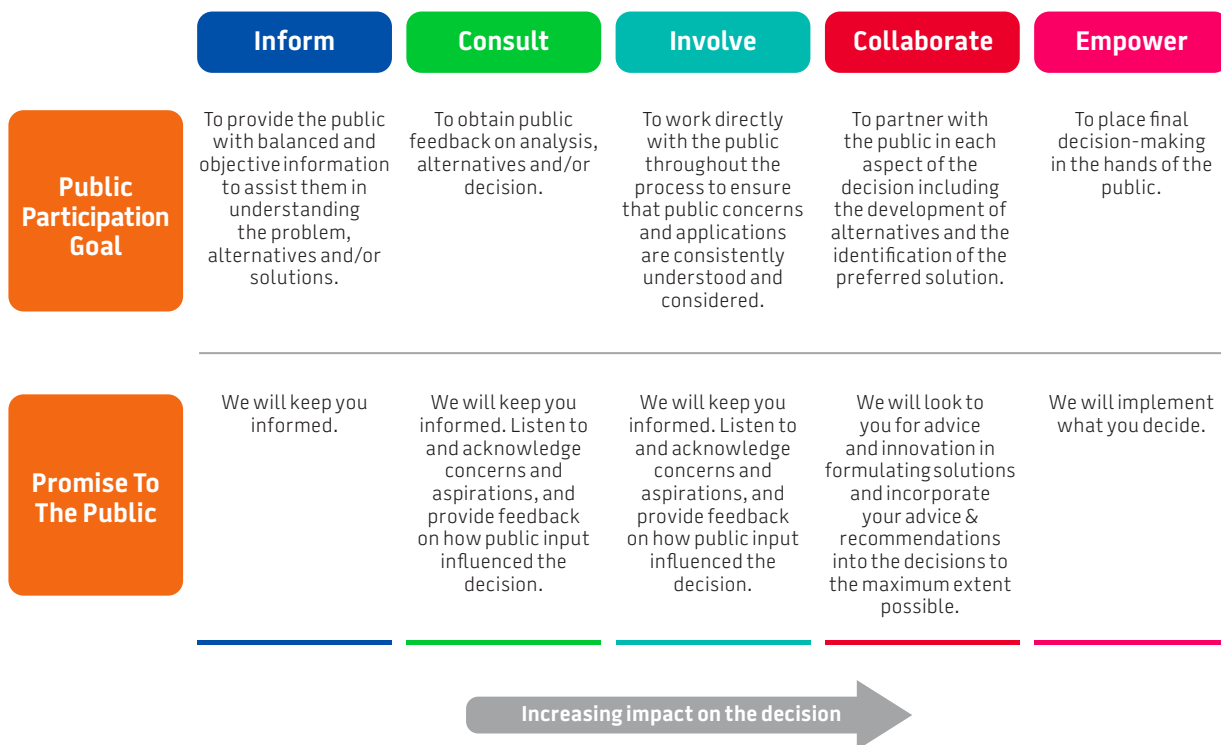 Inform
Consult
Involve
Collaborate
Empower
Public
Participation
Goal
To provide the public
with balanced and
objective information
to assist them in
understanding
the problem,
alternatives and/or
solutions.
To obtain public
feedback on analysis,
alternatives and/or
decision.
To work directly
with the public
throughout the
process to ensure
that public concerns
and applications
are consistently
understood and
considered.
To partner with
the public in each
aspect of the
decision including
the development of
alternatives and the
identification of the
preferred solution.
To place final
decision-making
in the hands of the
public.
Promise To
The Public
We will keep you
informed.
We will keep you
informed. Listen to
and acknowledge
concerns and
aspirations, and
provide feedback
on how public input
influenced the
decision.
We will keep you
informed. Listen to
and acknowledge
concerns and
aspirations, and
provide feedback
on how public input
influenced the
decision.
We will look to
you for advice
and innovation in
formulating solutions
and incorporate
your advice &
recommendations
into the decisions to
the maximum extent
possible.
We will implement
what you decide.
Increasing impact on the decision